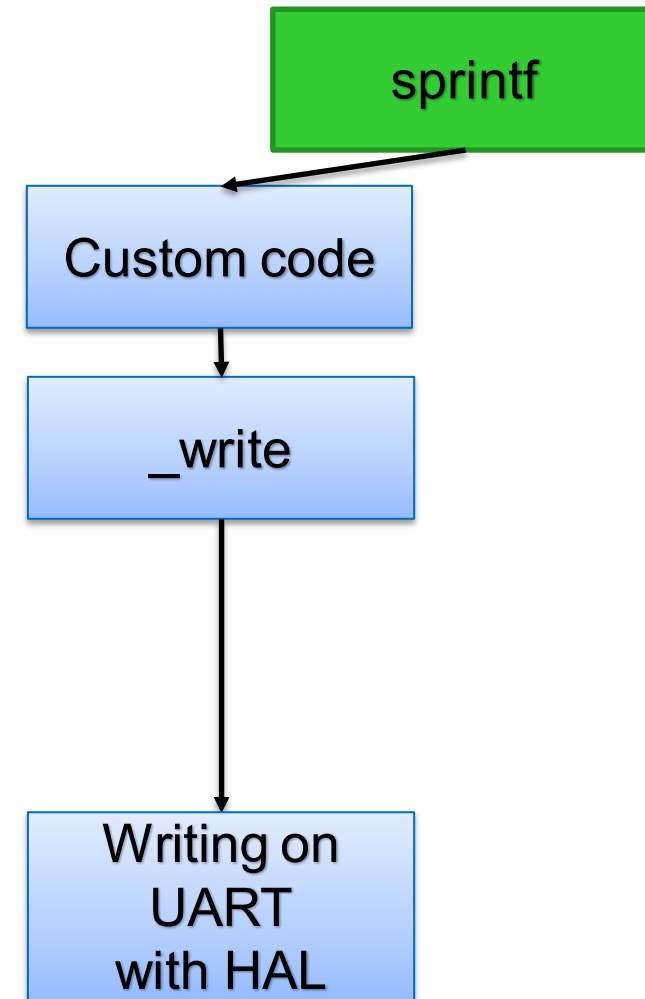 sprintf
Custom code
_write
Writing on
UART
with HAL